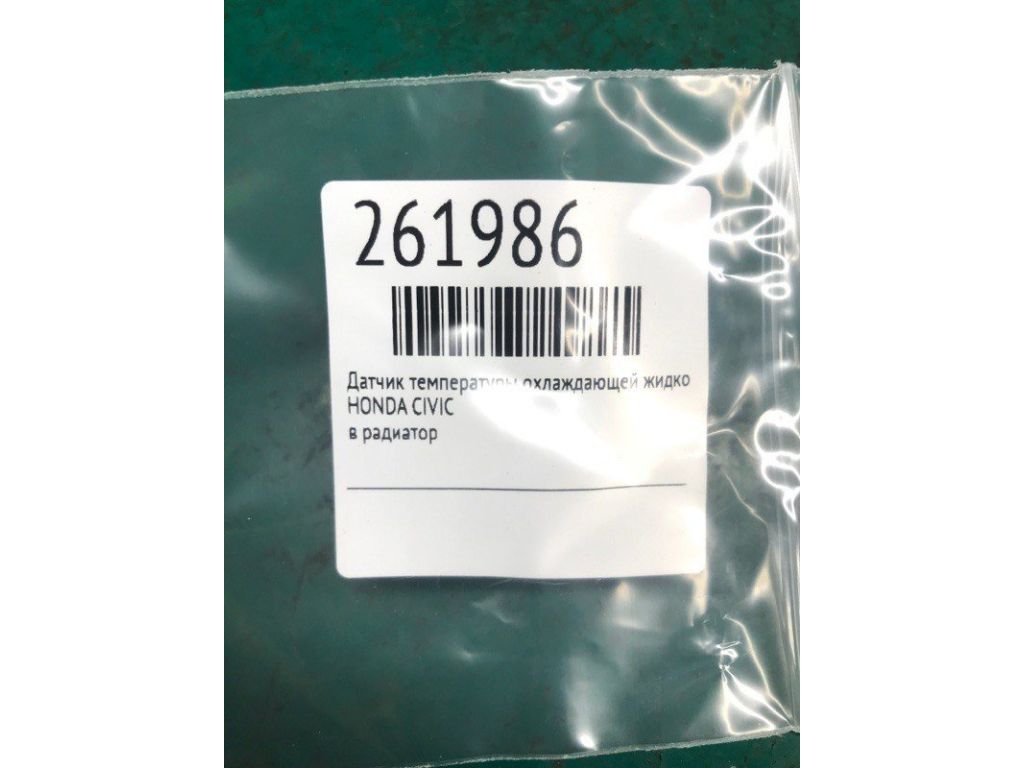 261986
Датчик температуры охлаждающей жидко
HONDA CIVIC
в радиатор